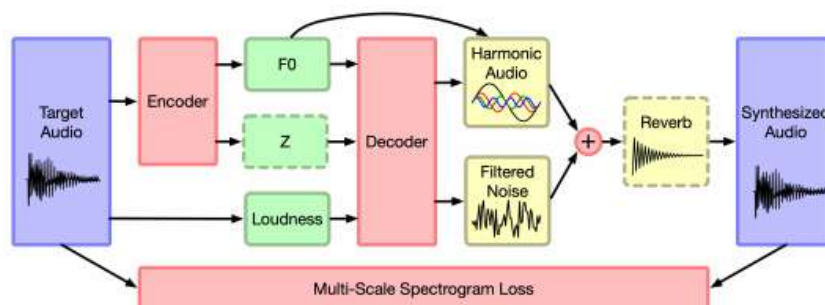 Target
Audio
Encoder
F0
Z
Loudness
Decoder
Harmonic
Audio
Filtered
Noise
+
Reverb
Synthesized
Audio
Multi-Scale Spectrogram Loss